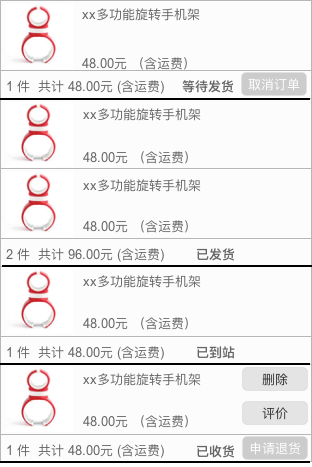 xx多功能旋转手机架
48.00元 (含运费)
1 件 共计 48.00元 (含运费) 等待发货 取消订单
xx多功能旋转手机架
48.00元 (含运费)
xx多功能旋转手机架
48.00元 (含运费)
2 件 共计 96.00元 (含运费) 已发货
xx多功能旋转手机架
48.00元 (含运费)
1 件 共计 48.00元 (含运费) 已到站
xx多功能旋转手机架 删除
评价
48.00元 (含运费)
1 件 共计 48.00元 (含运费) 已收货 申请退货